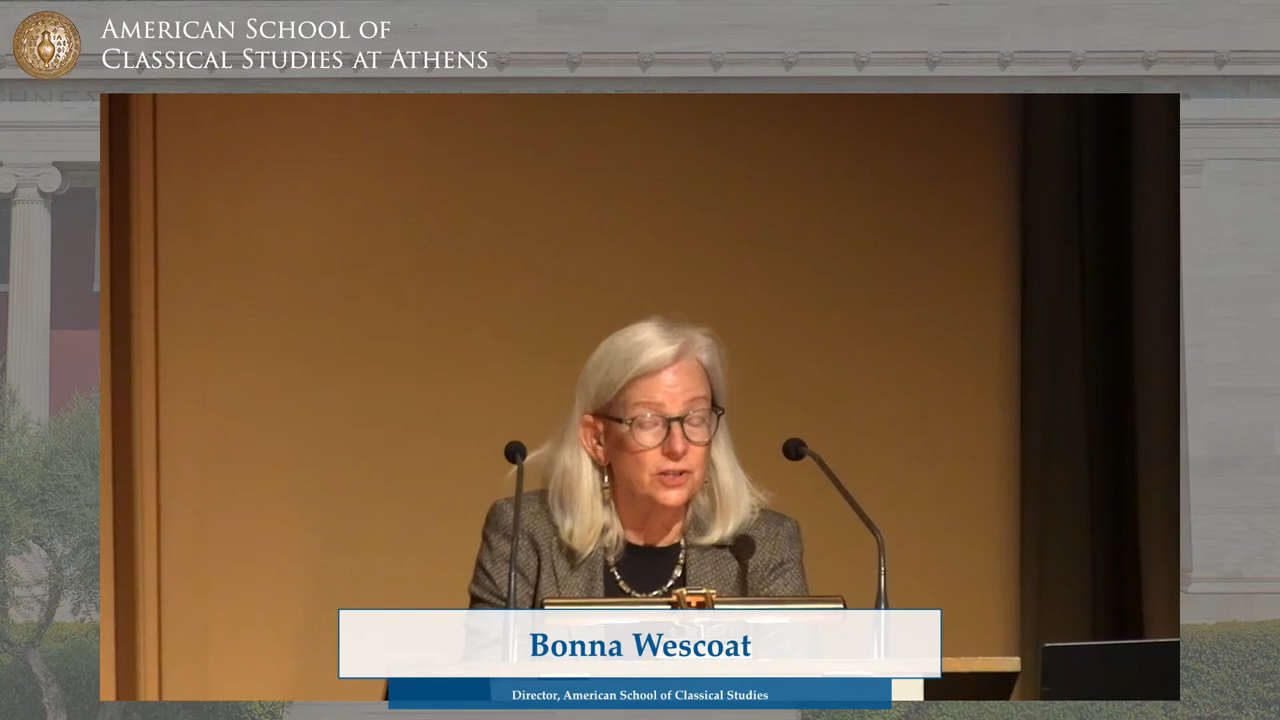 AMERICAN SCHOOL OF
CLASSICAL STUDIES AT ATHENS
Bonna Wescoat
Director, American School of Classical Studies